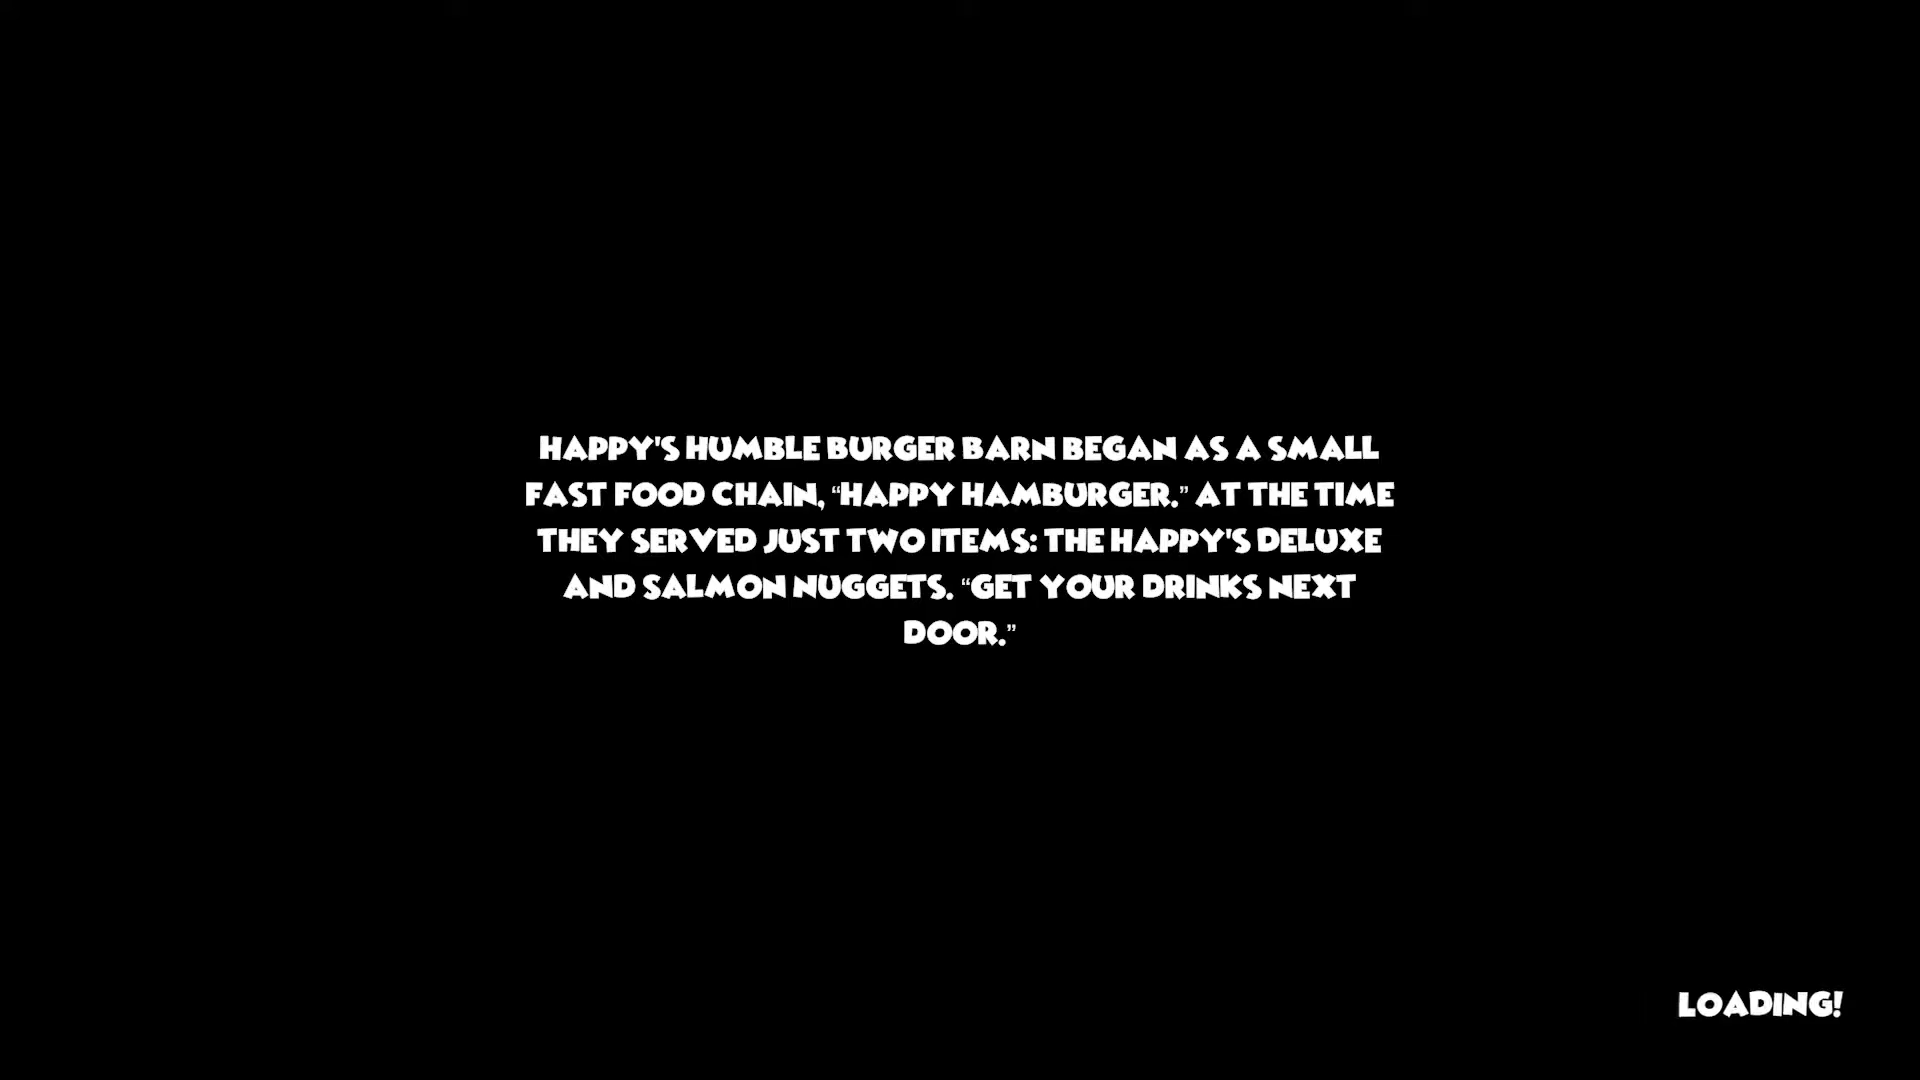 HAPPY'S HUMBLE BURGER BARN BEGAN AS A SMALL
FAST FOOD CHAIN, “HAPPY HAMBURGER.” AT THE TIME
THEY SERVED JUST TWO ITEMS: THE HAPPY'S DELUXE
AND SALMON NUGGETS. “GET YOUR DRINKS NEXT
DOOR.”
LOADING!